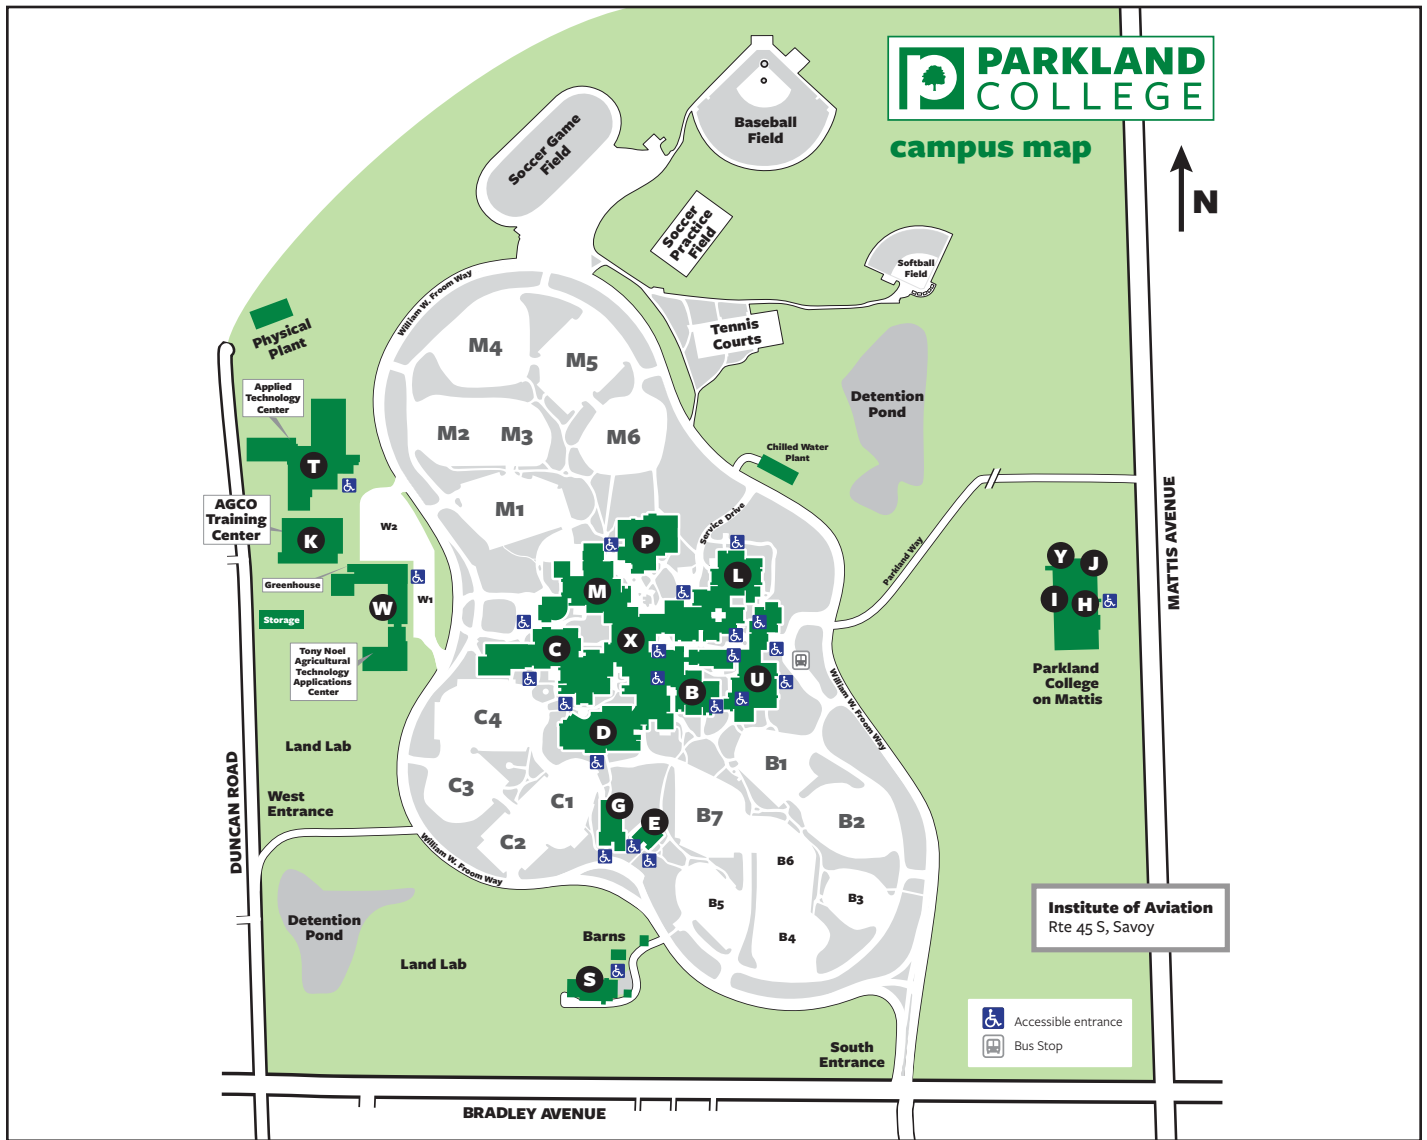 PARKLAND
COLLEGE
campus map
N
Baseball
Field
Soccer Game
Field
Soccer
Practice
Field
Softball
Field
William W. Froom Way
Physical
Plant
Tennis
Courts
M4
M5
Applied
Technology
Center
Detention
Pond
M2
M3
M6
Chilled Water
Plant
T
AGCO
Training
Center
K
W2
M1
Service Drive
P
MATTIS AVENUE
Parkland Way
Y
J
I
H
Greenhouse
W
W1
Storage
L
M
X
C
Tony Noel
Agricultural
Technology
Applications
Center
U
B
Parkland
College
on Mattis
William W. Froom Way
C4
D
Land Lab
DUNCAN ROAD
West
Entrance
C3
C1
C2
G
E
B7
B1
B2
B6
B3
B5
B4
William W. Froom Way
Institute of Aviation
Rte 45 S, Savoy
Detention
Pond
Land Lab
Barns
S
Accessible entrance
Bus Stop
South
Entrance
BRADLEY AVENUE